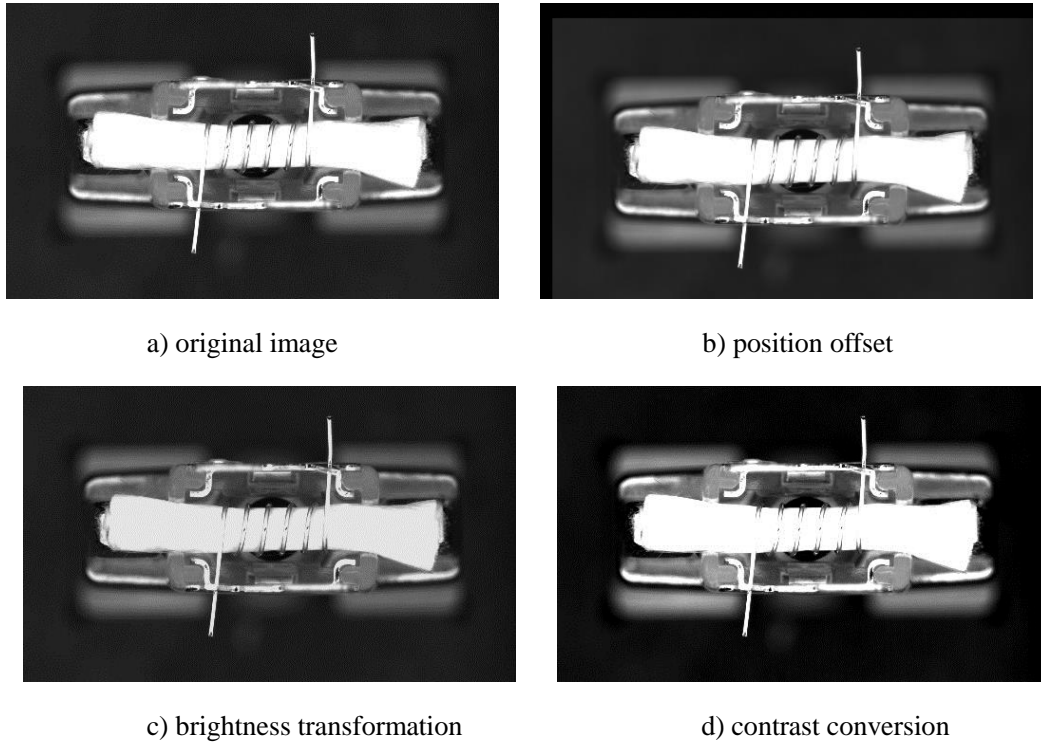 a) original image
b) position offset
c) brightness transformation
d) contrast conversion